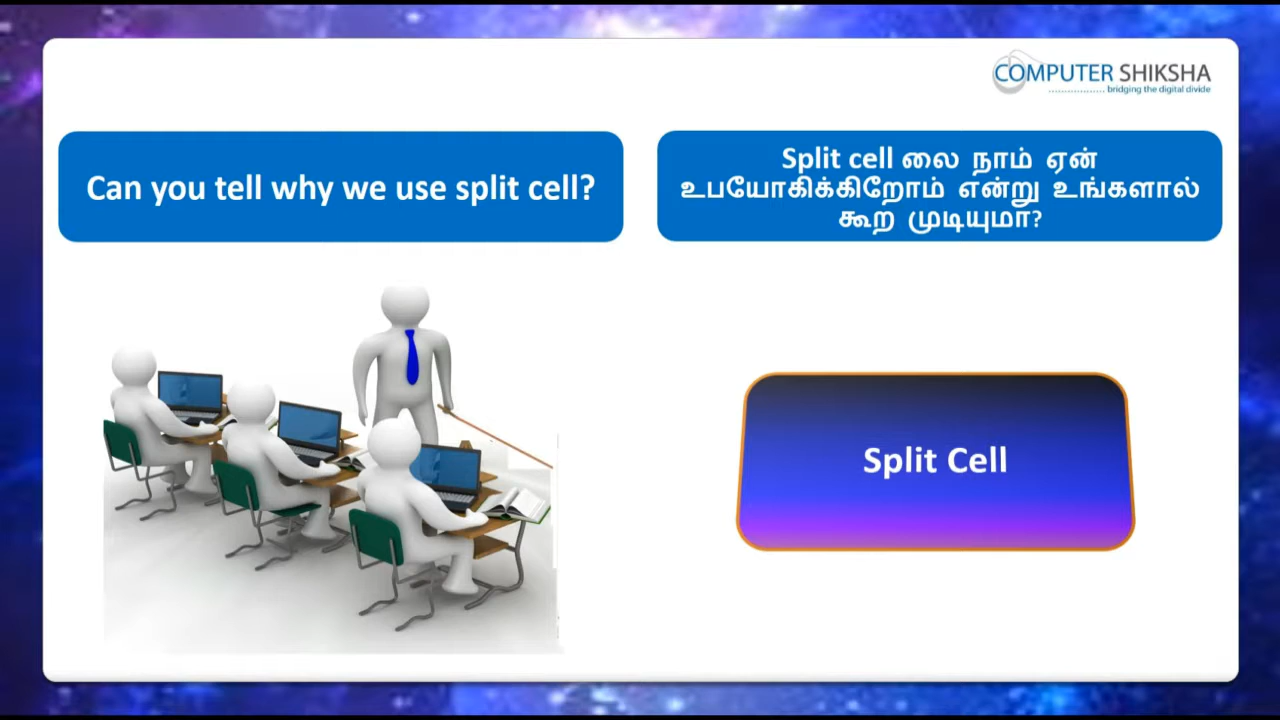 COMPUTER SHIKSHA
bridging the digital divide
Can you tell why we use split cell?
Split cell லை நாம் ஏன்
உபயோகிக்கிறோம் என்று உங்களால்
கூற முடியுமா?
Split Cell